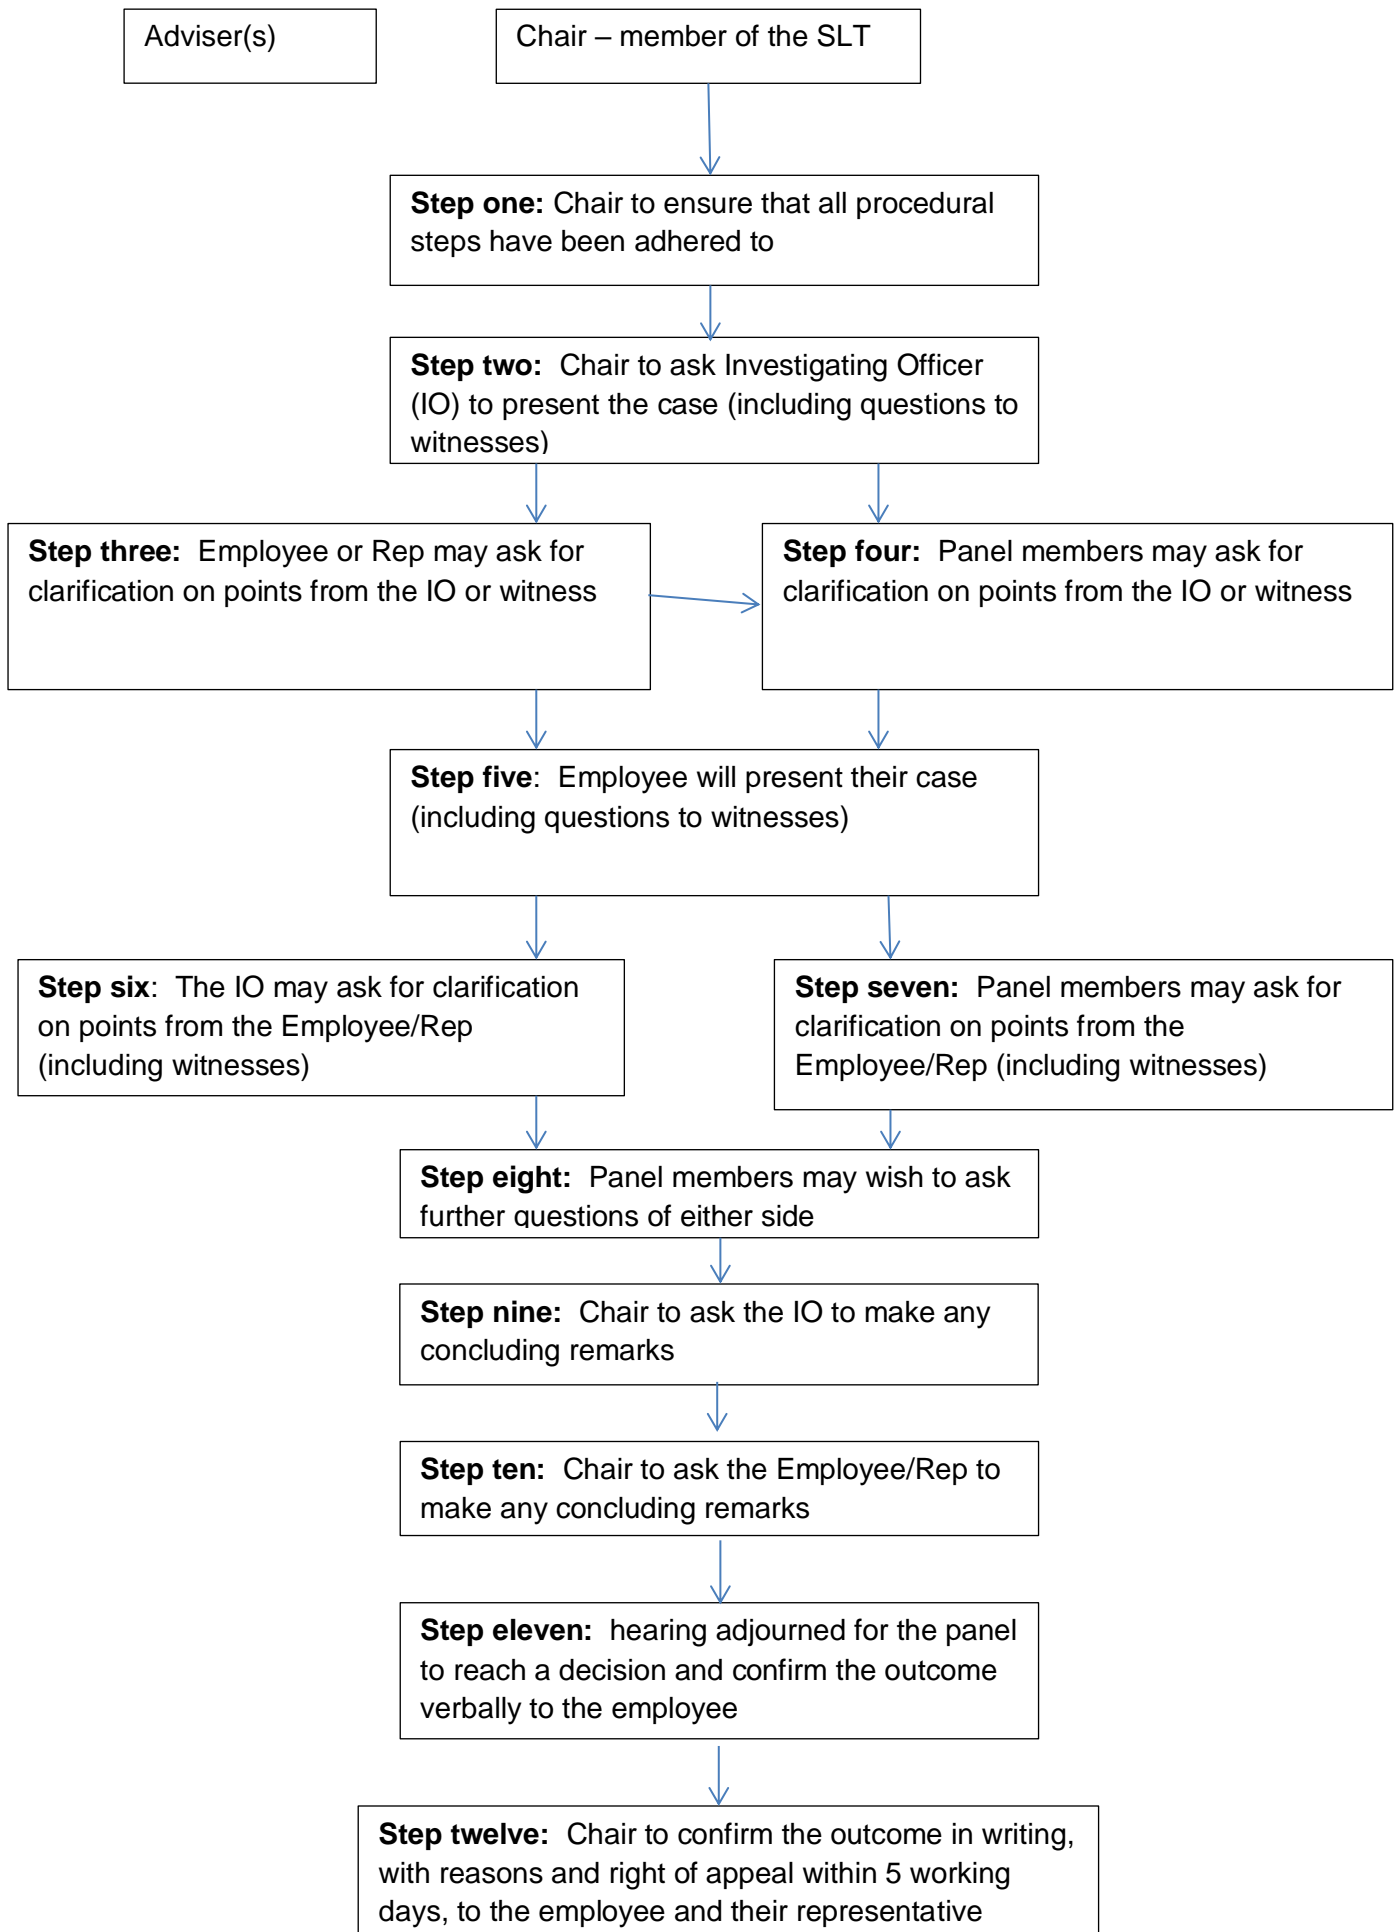 Adviser(s)
Chair – member of the SLT
Step one: Chair to ensure that all procedural
steps have been adhered to
Step two: Chair to ask Investigating Officer
(IO) to present the case (including questions to
witnesses)
Step three: Employee or Rep may ask for
clarification on points from the IO or witness
Step four: Panel members may ask for
clarification on points from the IO or witness
Step five: Employee will present their case
(including questions to witnesses)
Step six: The IO may ask for clarification
on points from the Employee/Rep
(including witnesses)
Step seven: Panel members may ask for
clarification on points from the
Employee/Rep (including witnesses)
Step eight: Panel members may wish to ask
further questions of either side
Step nine: Chair to ask the IO to make any
concluding remarks
Step ten: Chair to ask the Employee/Rep to
make any concluding remarks
Step eleven: hearing adjourned for the panel
to reach a decision and confirm the outcome
verbally to the employee
Step twelve: Chair to confirm the outcome in writing,
with reasons and right of appeal within 5 working
days, to the employee and their representative